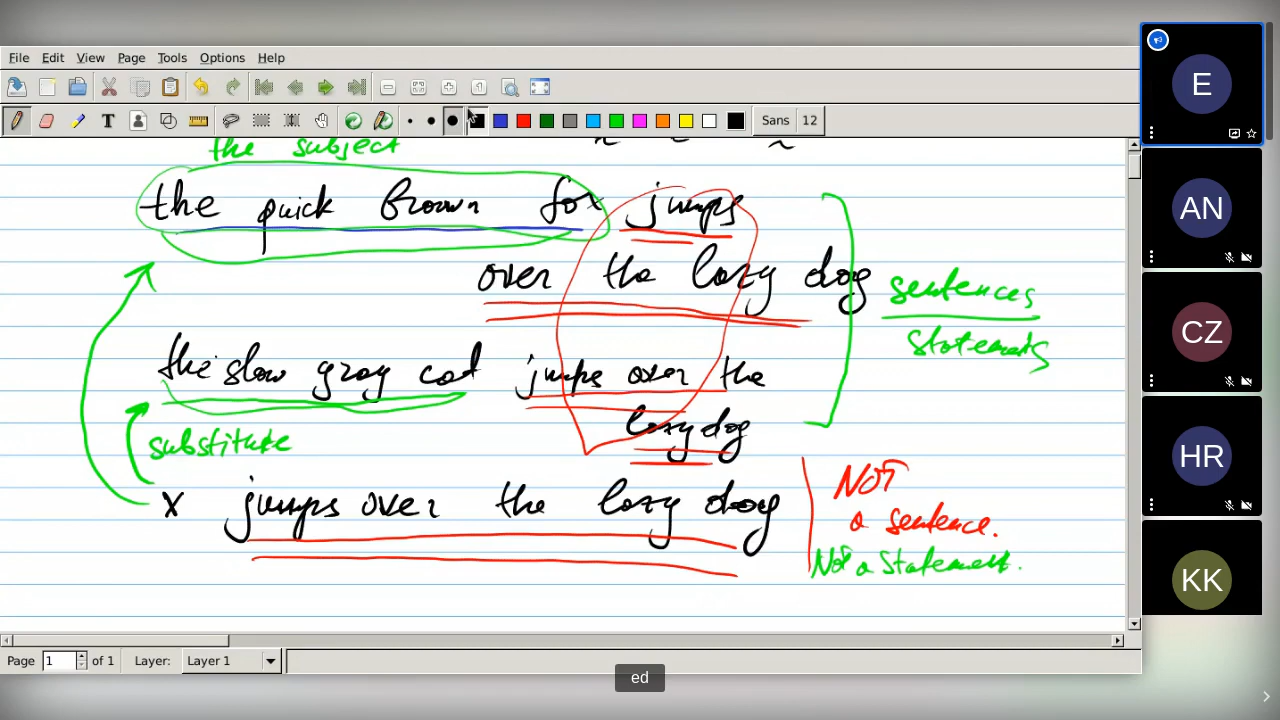 File Edit View Page Tools Options Help
T
Sans 12
the subject
the quick brown fox jumps
over the lazy dog
sentences
statements
the slow gray cat jumps over the
lazy dog
substitute
x jumps over the lazy dog
NOT
a sentence.
Not a statement.
Page 1 of 1 Layer: Layer 1
ed
E
AN
CZ
HR
KK